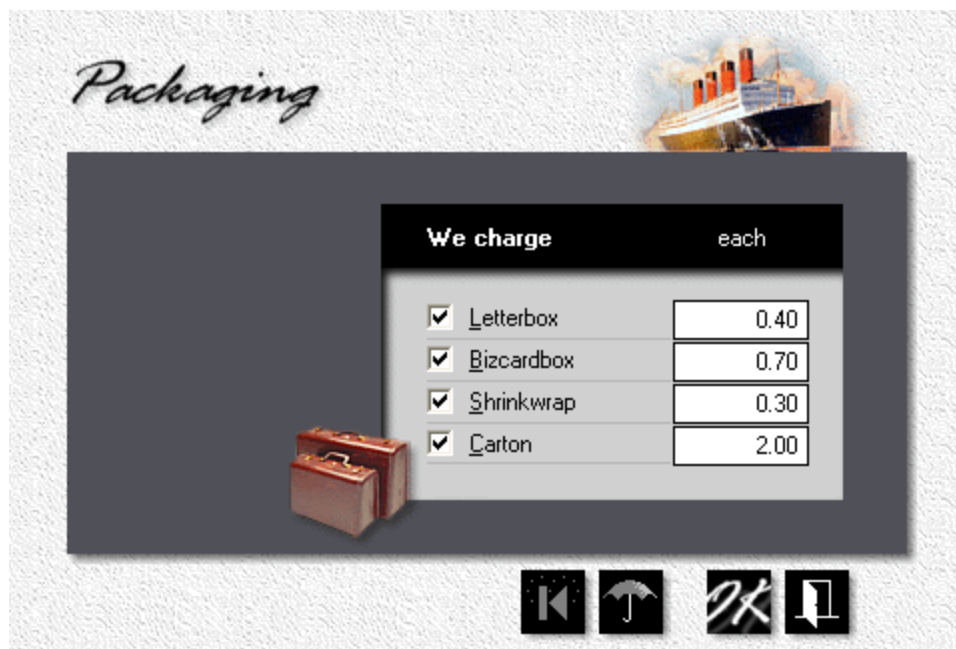 Packaging
We charge each
Letterbox 0.40
Bizcardbox 0.70
Shrinkwrap 0.30
Carton 2.00
OK